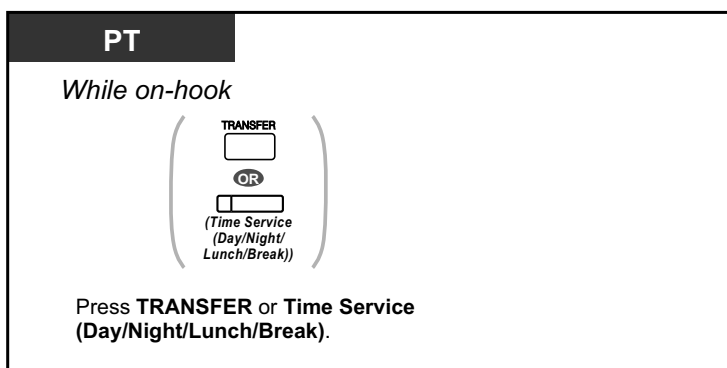 PT
While on-hook
TRANSFER
OR
(Time Service
(Day/Night/
Lunch/Break))
Press TRANSFER or Time Service
(Day/Night/Lunch/Break).